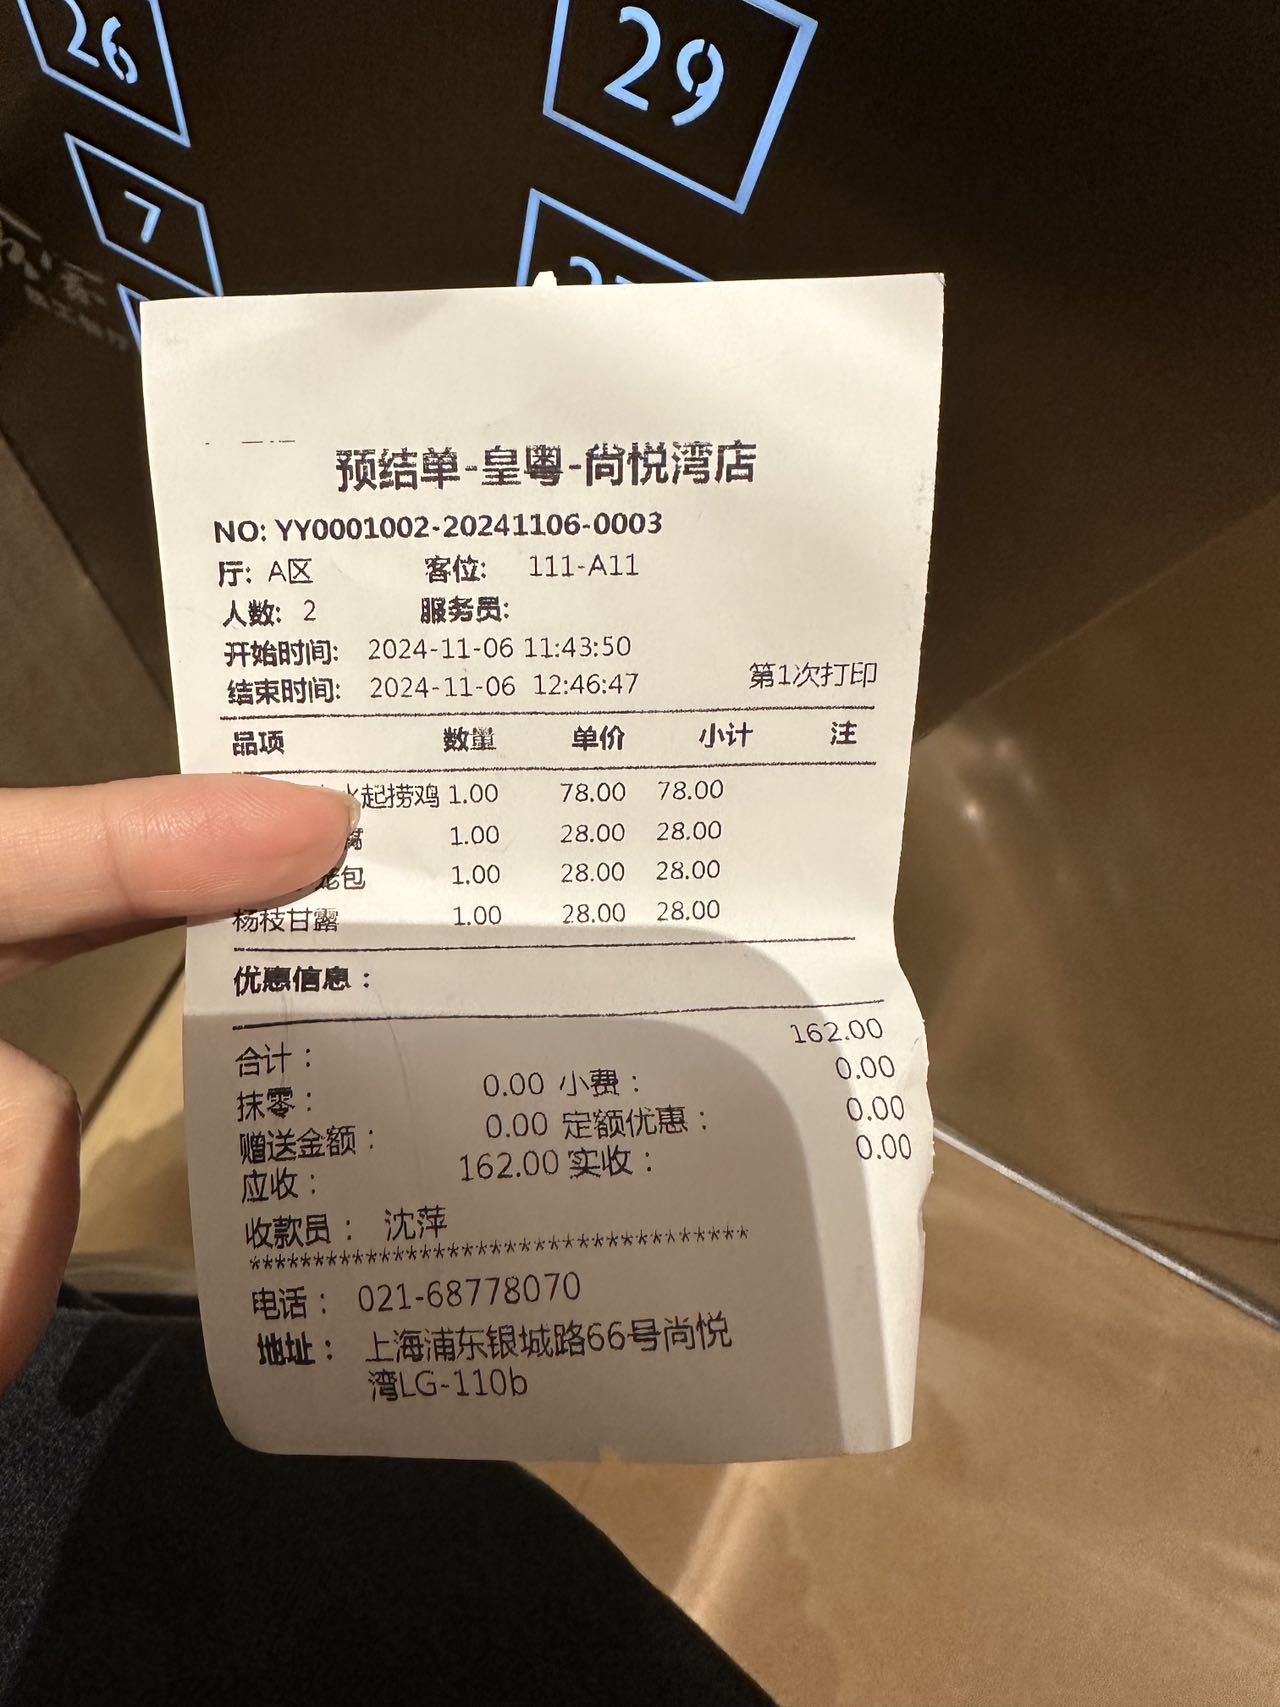 26
29
7
预结单-皇粤-尚悦湾店
NO: YY0001002-20241106-0003
厅: A区 客位: 111-A11
人数: 2 服务员:
开始时间: 2024-11-06 11:43:50
结束时间: 2024-11-06 12:46:47 第1次打印
品项 数量 单价 小计 注
起捞鸡 1.00 78.00 78.00
1.00 28.00 28.00
包 1.00 28.00 28.00
杨枝甘露 1.00 28.00 28.00
优惠信息：
合计： 162.00
抹零： 0.00 小费： 0.00
赠送金额： 0.00 定额优惠： 0.00
应收： 162.00 实收： 0.00
收款员： 沈萍
***********************************
电话： 021-68778070
地址： 上海浦东银城路66号尚悦
湾LG-110b